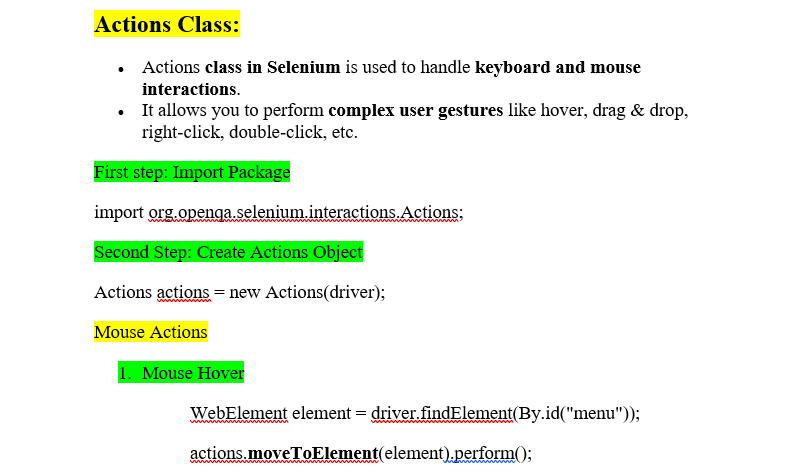 Actions Class:
• Actions class in Selenium is used to handle keyboard and mouse
interactions.
• It allows you to perform complex user gestures like hover, drag & drop,
right-click, double-click, etc.
First step: Import Package
import org.openqa.selenium.interactions.Actions;
Second Step: Create Actions Object
Actions actions = new Actions(driver);
Mouse Actions
1. Mouse Hover
WebElement element = driver.findElement(By.id("menu"));
actions.moveToElement(element).perform();